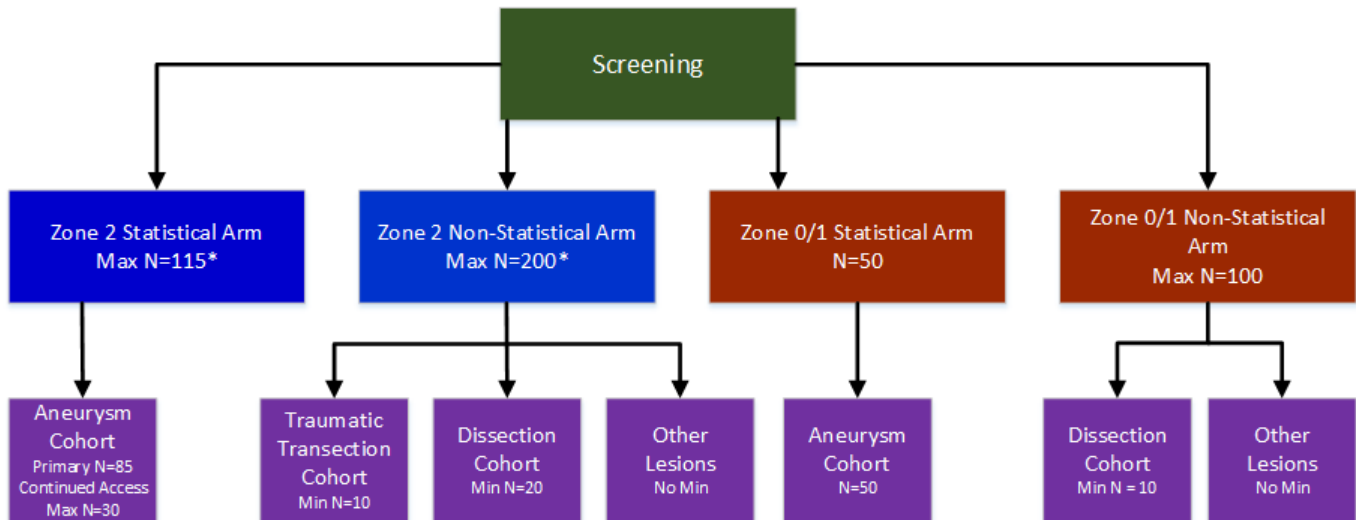 Screening
Zone 2 Statistical Arm
Max N=115*
Zone 2 Non-Statistical Arm
Max N=200*
Zone 0/1 Statistical Arm
N=50
Zone 0/1 Non-Statistical
Arm
Max N=100
Aneurysm
Cohort
Primary N=85
Continued Access
Max N=30
Traumatic
Transection
Cohort
Min N=10
Dissection
Cohort
Min N=20
Other
Lesions
No Min
Aneurysm
Cohort
N=50
Dissection
Cohort
Min N = 10
Other
Lesions
No Min